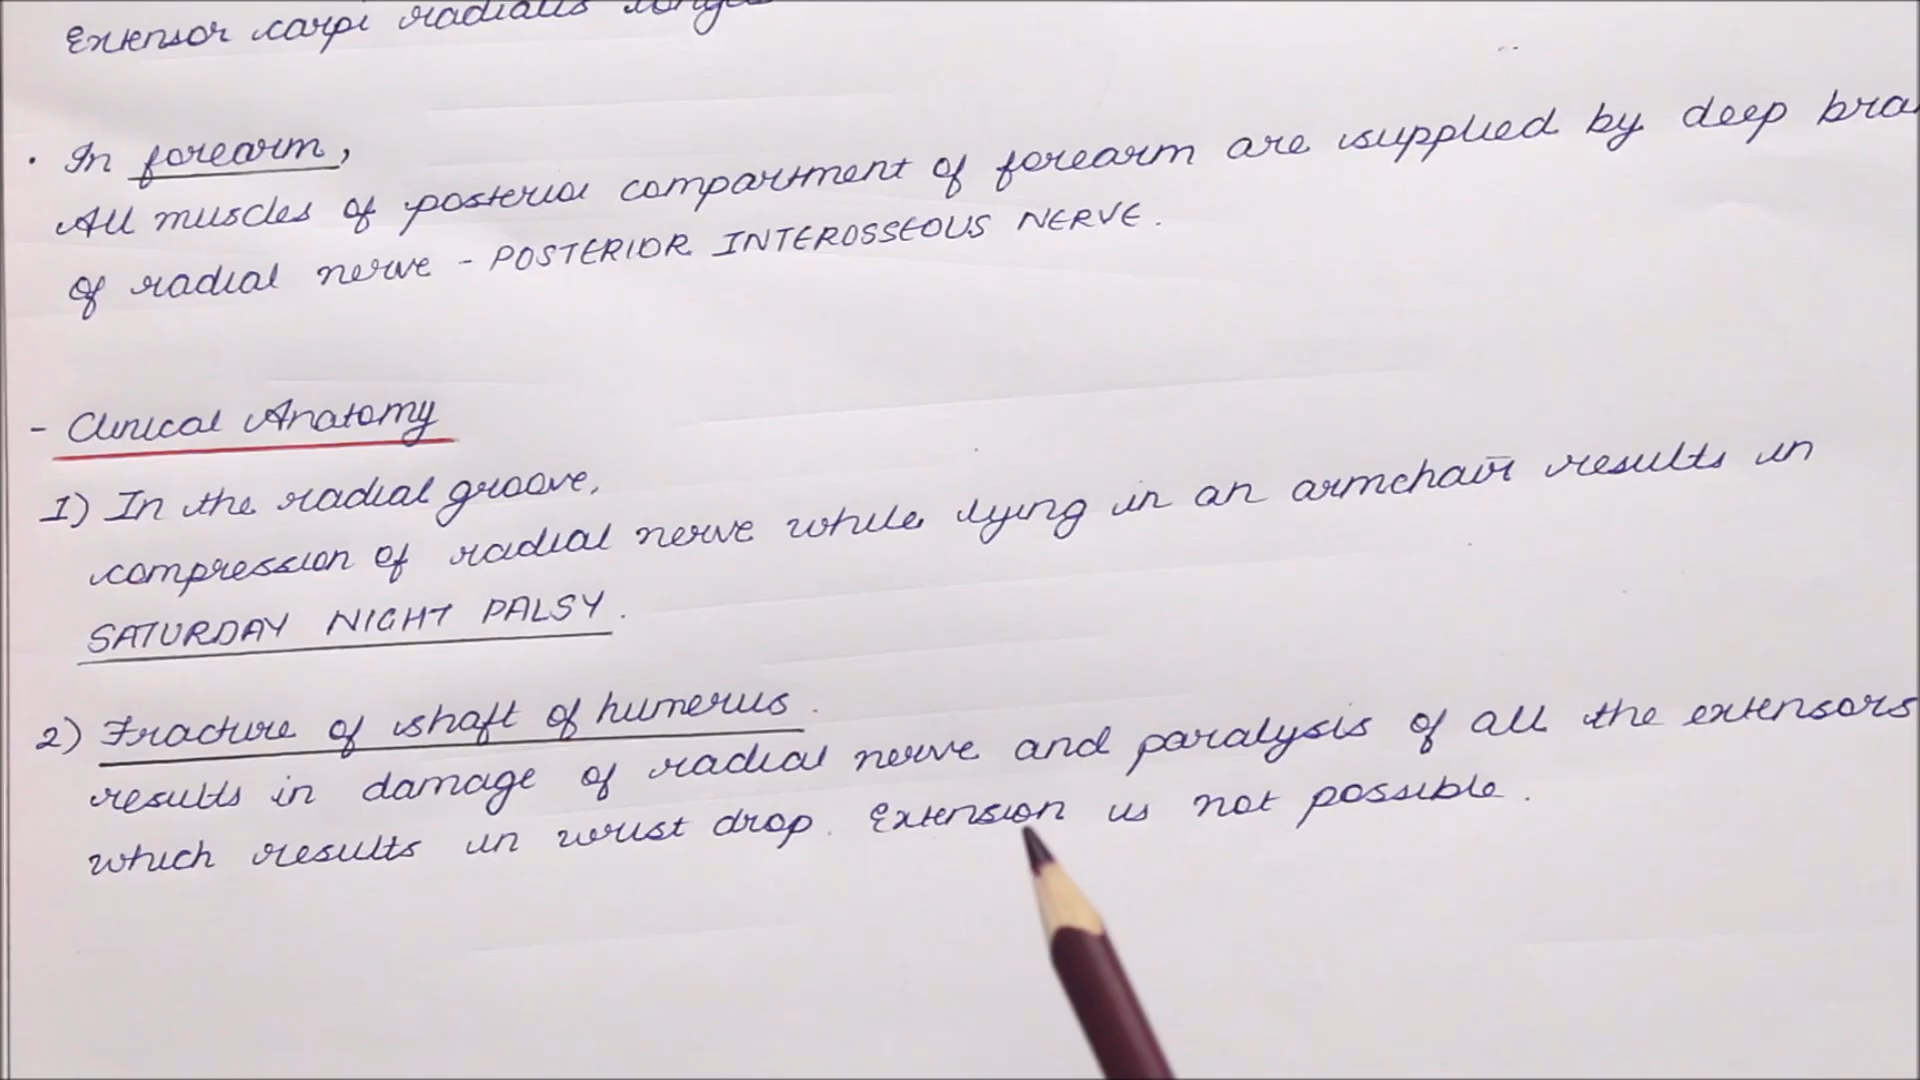 Extensor carpi radialis longus
· In forearm,
All muscles of posterior compartment of forearm are supplied by deep bra
of radial nerve - POSTERIOR INTEROSSEOUS NERVE.
- Clinical Anatomy
1) In the radial groove,
compression of radial nerve while lying in an armchair results in
SATURDAY NIGHT PALSY.
2) Fracture of shaft of humerus.
results in damage of radial nerve and paralysis of all the extensors
which results in wrist drop. Extension is not possible.